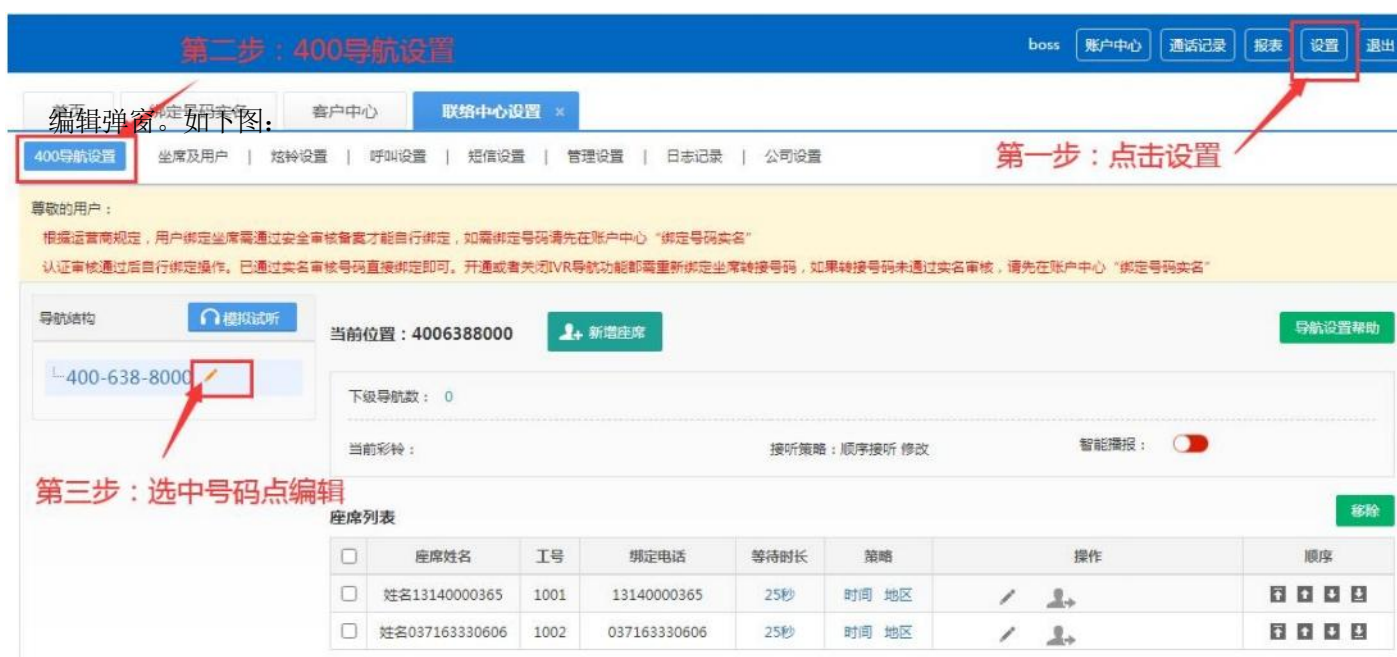 第二步：400导航设置
boss 账户中心 通话记录 报表 设置 退出
首页 绑定号码实名 客户中心 联络中心设置 ×
编辑弹窗。如下图：
400导航设置 坐席及用户 | 炫铃设置 | 呼叫设置 | 短信设置 | 管理设置 | 日志记录 | 公司设置
第一步：点击设置
尊敬的用户：
根据运营商规定，用户绑定坐席需通过安全审核备案才能自行绑定，如需绑定号码请先在账户中心“绑定号码实名”
认证审核通过后自行绑定操作。已通过实名审核号码直接绑定即可。开通或者关闭IVR导航功能都需重新绑定坐席转接号码，如果转接号码未通过实名审核，请先在账户中心“绑定号码实名”
导航结构 模拟试听
当前位置：4006388000 新增座席 导航设置帮助
400-638-8000
下级导航数： 0
当前彩铃： 接听策略：顺序接听 修改 智能播报：
第三步：选中号码点编辑
座席列表 移除
座席姓名 工号 绑定电话 等待时长 策略 操作 顺序
姓名13140000365 1001 13140000365 25秒 时间 地区
姓名037163330606 1002 037163330606 25秒 时间 地区